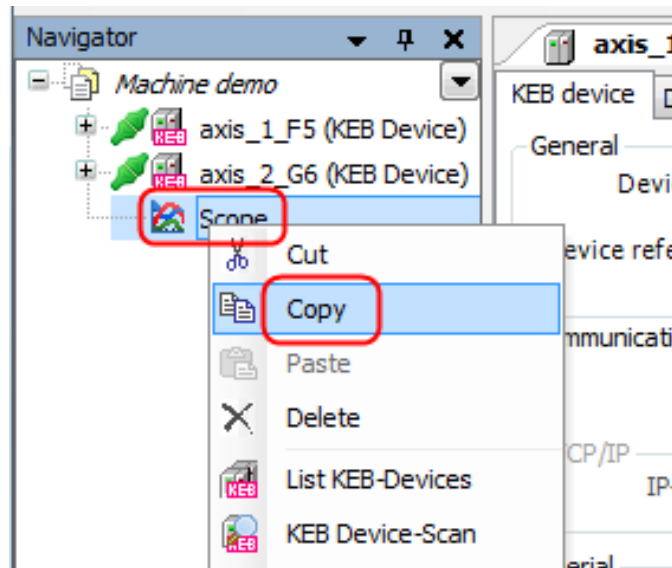 Navigator
Machine demo
axis_1_F5 (KEB Device)
axis_2_G6 (KEB Device)
Scope
Cut
Copy
Paste
Delete
List KEB-Devices
KEB Device-Scan
axis_1
KEB device
General
Devi
evice refe
mmunicati
CP/IP
IP-
erial